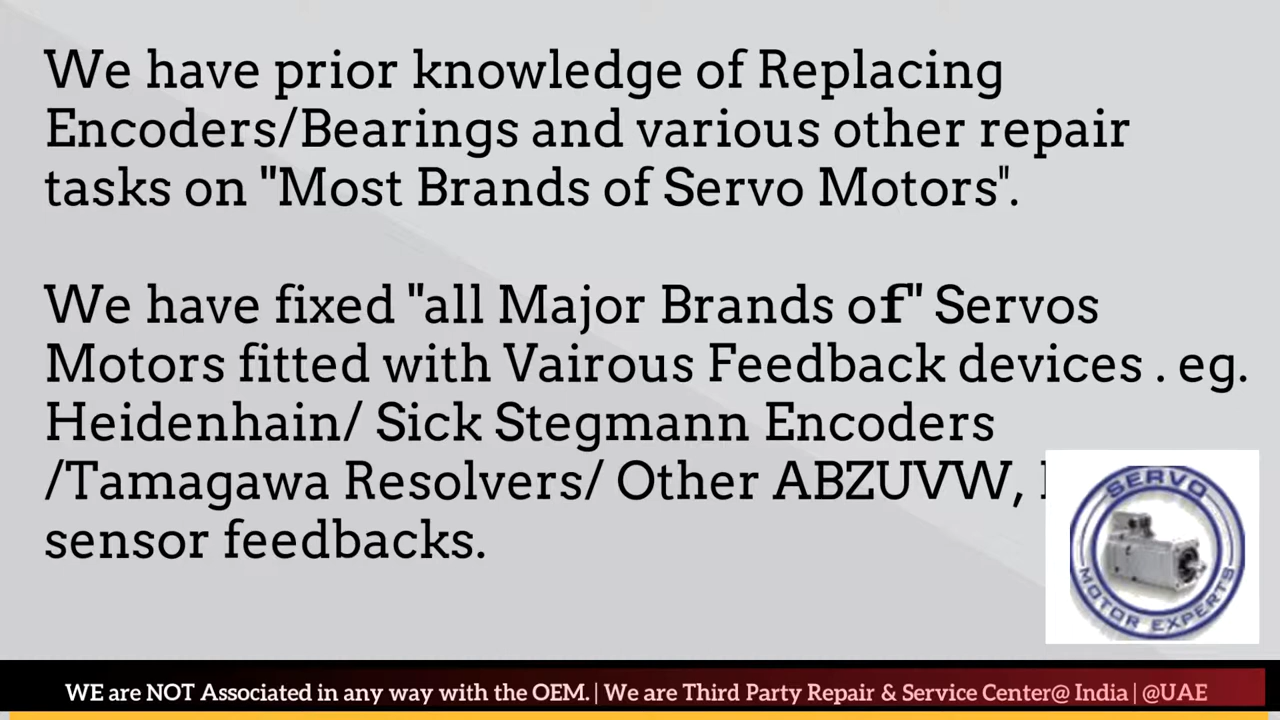 We have prior knowledge of Replacing
Encoders/Bearings and various other repair
tasks on "Most Brands of Servo Motors".
We have fixed "all Major Brands of" Servos
Motors fitted with Vairous Feedback devices . eg.
Heidenhain/ Sick Stegmann Encoders
/Tamagawa Resolvers/ Other ABZUVW,
sensor feedbacks.
SERVO
MOTOR EXPERTS
WE are NOT Associated in any way with the OEM. | We are Third Party Repair & Service Center@ India | @UAE